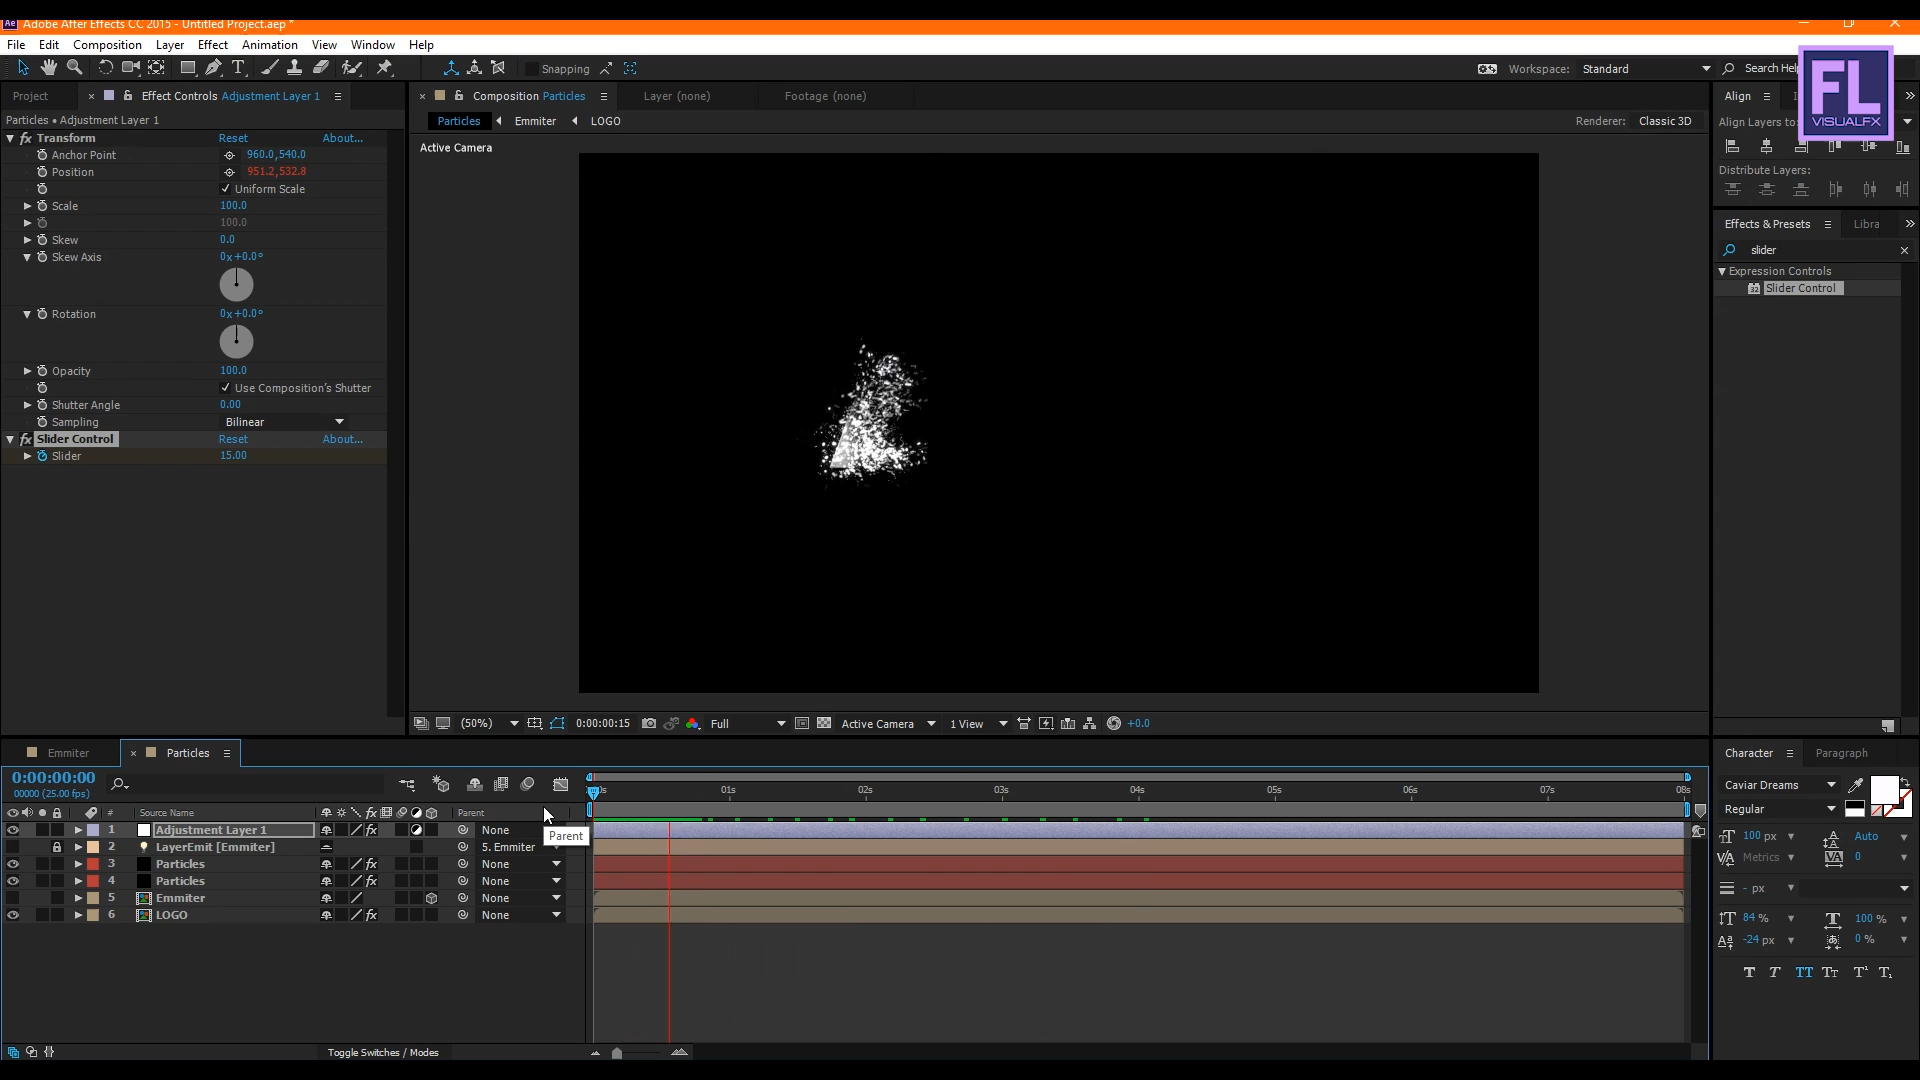 Adobe After Effects CC 2015 - Untitled Project.aep *
File Edit Composition Layer Effect Animation View Window Help
Snapping
Workspace: Standard
Search Help
FL
VISUALFX
Project
Effect Controls Adjustment Layer 1
Composition Particles
Layer (none)
Footage (none)
Particles Emmiter LOGO
Renderer: Classic 3D
Active Camera
Particles • Adjustment Layer 1
fx Transform Reset About...
Anchor Point 960.0,540.0
Position 951.2,532.8
Uniform Scale
Scale 100.0
100.0
Skew 0.0
Skew Axis 0x+0.0°
Rotation 0x+0.0°
Opacity 100.0
Use Composition's Shutter
Shutter Angle 0.00
Sampling Bilinear
fx Slider Control Reset About...
Slider 15.00
Align
Align Layers to:
Distribute Layers:
Effects & Presets Libra
slider
Expression Controls
Slider Control
(50%) 0:00:00:15 Full Active Camera 1 View +0.0
Emmiter Particles
0:00:00:00
00000 (25.00 fps)
# Source Name Parent
01s 02s 03s 04s 05s 06s 07s 08s
1 Adjustment Layer 1 None
Parent
2 LayerEmit [Emmiter] 5. Emmiter
3 Particles None
4 Particles None
5 Emmiter None
6 LOGO None
Toggle Switches / Modes
Character Paragraph
Caviar Dreams
Regular
100 px Auto
Metrics 0
- px
84 % 100 %
-24 px 0 %